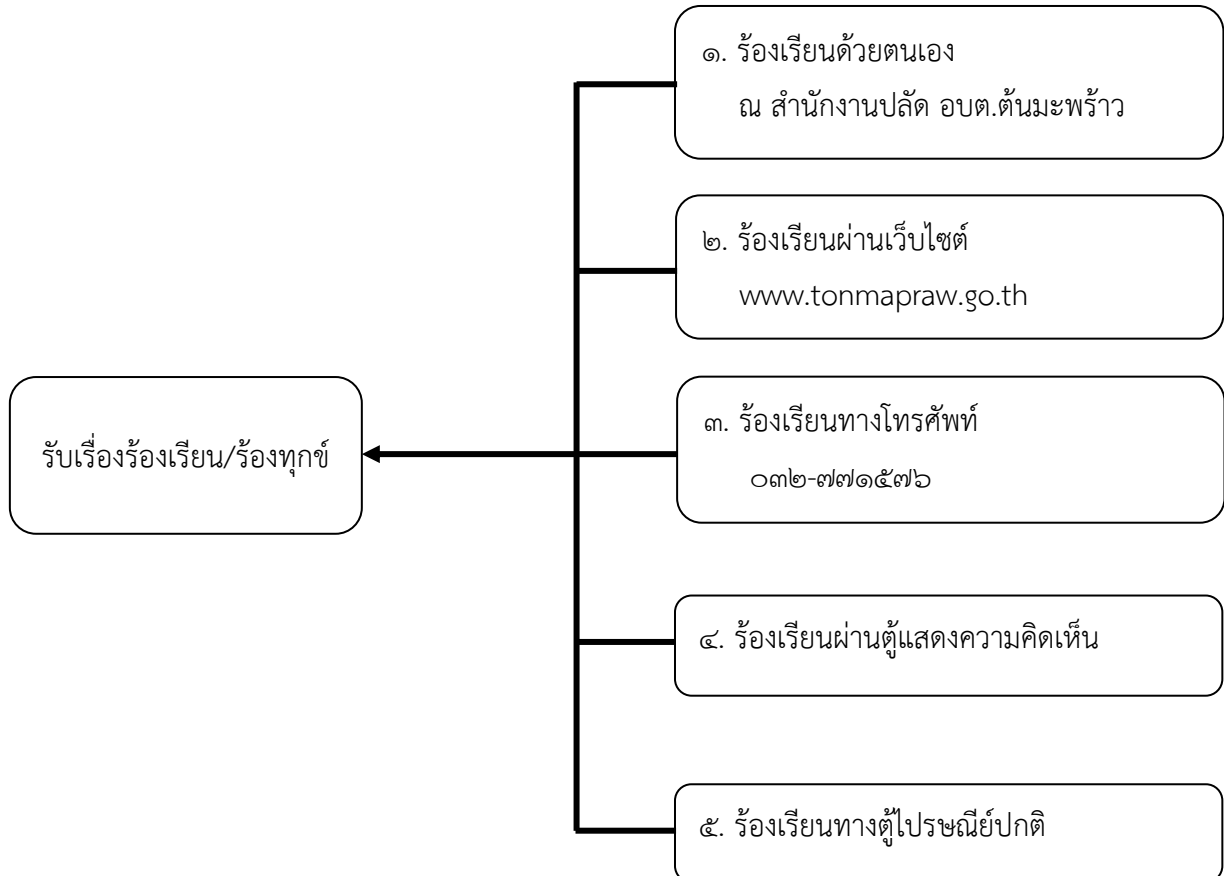 ๑. ร้องเรียนด้วยตนเอง
ณ สำนักงานปลัด อบต.ต้นมะพร้าว
๒. ร้องเรียนผ่านเว็บไซต์
www.tonmapraw.go.th
รับเรื่องร้องเรียน/ร้องทุกข์
๓. ร้องเรียนทางโทรศัพท์
๐๓๒-๗๗๑๕๗๖
๔. ร้องเรียนผ่านตู้แสดงความคิดเห็น
๕. ร้องเรียนทางตู้ไปรษณีย์ปกติ